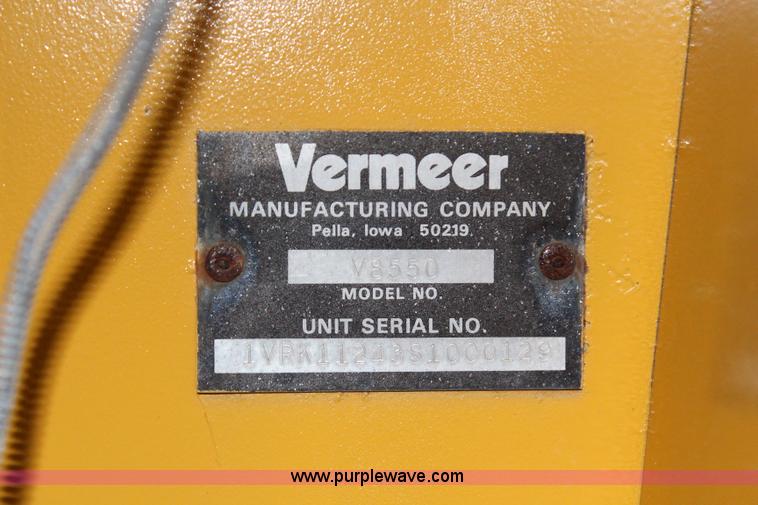 Vermeer
MANUFACTURING COMPANY
Pella, Iowa 50219
V8550
MODEL NO.
UNIT SERIAL NO.
1VRK11243S1000129
www.purplewave.com